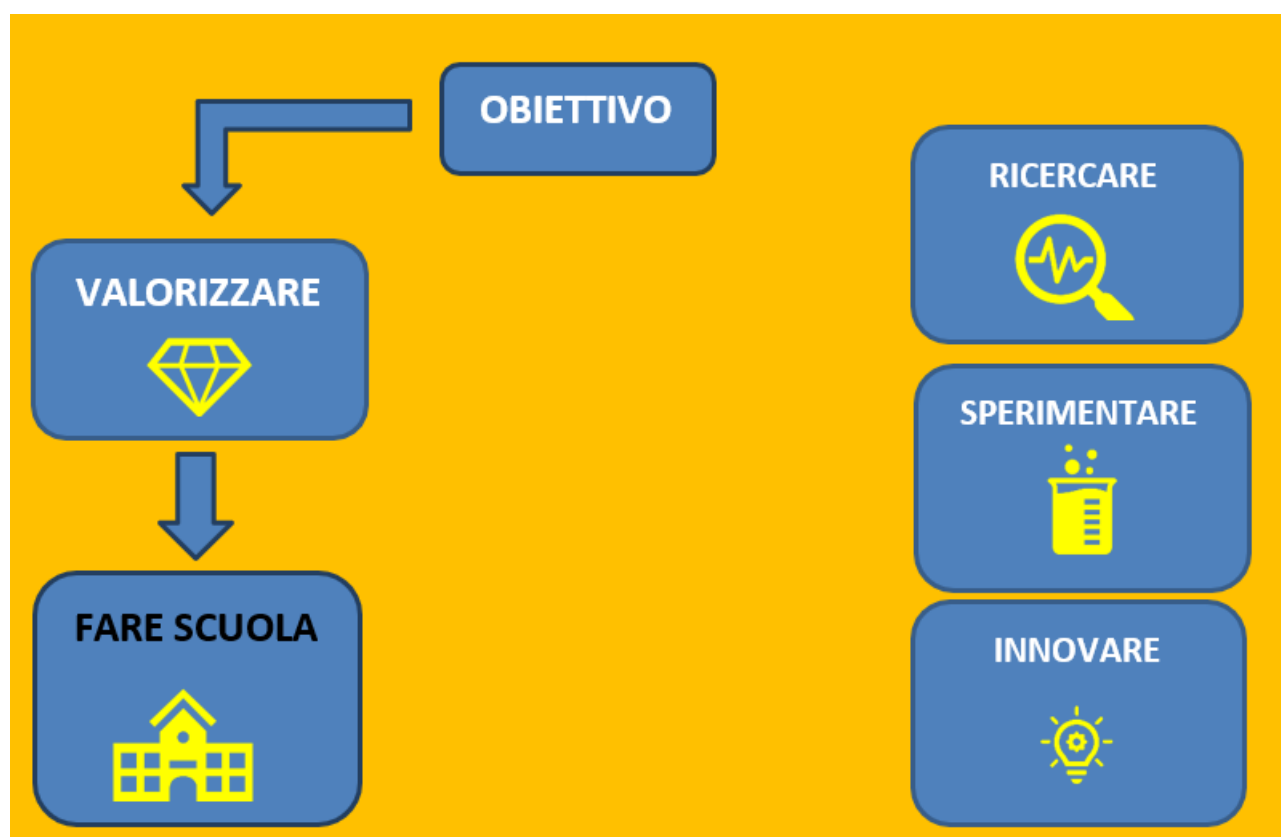 OBIETTIVO
VALORIZZARE
FARE SCUOLA
RICERCARE
SPERIMENTARE
INNOVARE